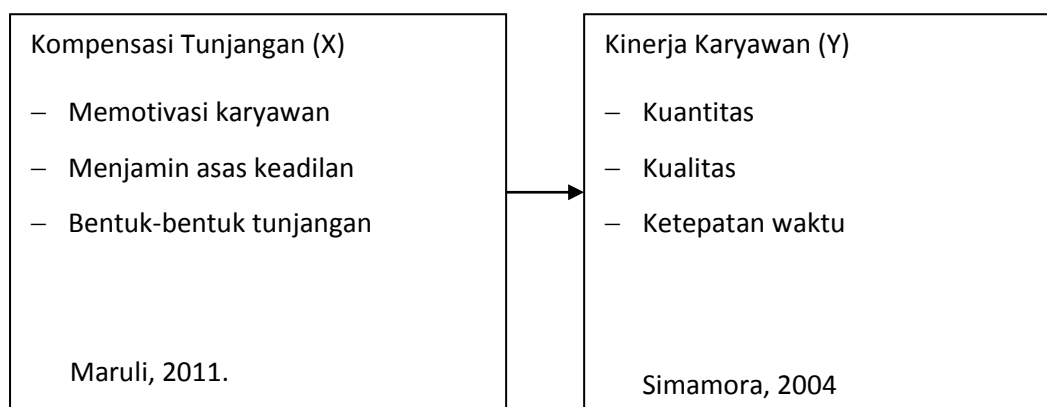 Kompensasi Tunjangan (X)
– Memotivasi karyawan
– Menjamin asas keadilan
– Bentuk-bentuk tunjangan
Maruli, 2011.
Kinerja Karyawan (Y)
– Kuantitas
– Kualitas
– Ketepatan waktu
Simamora, 2004